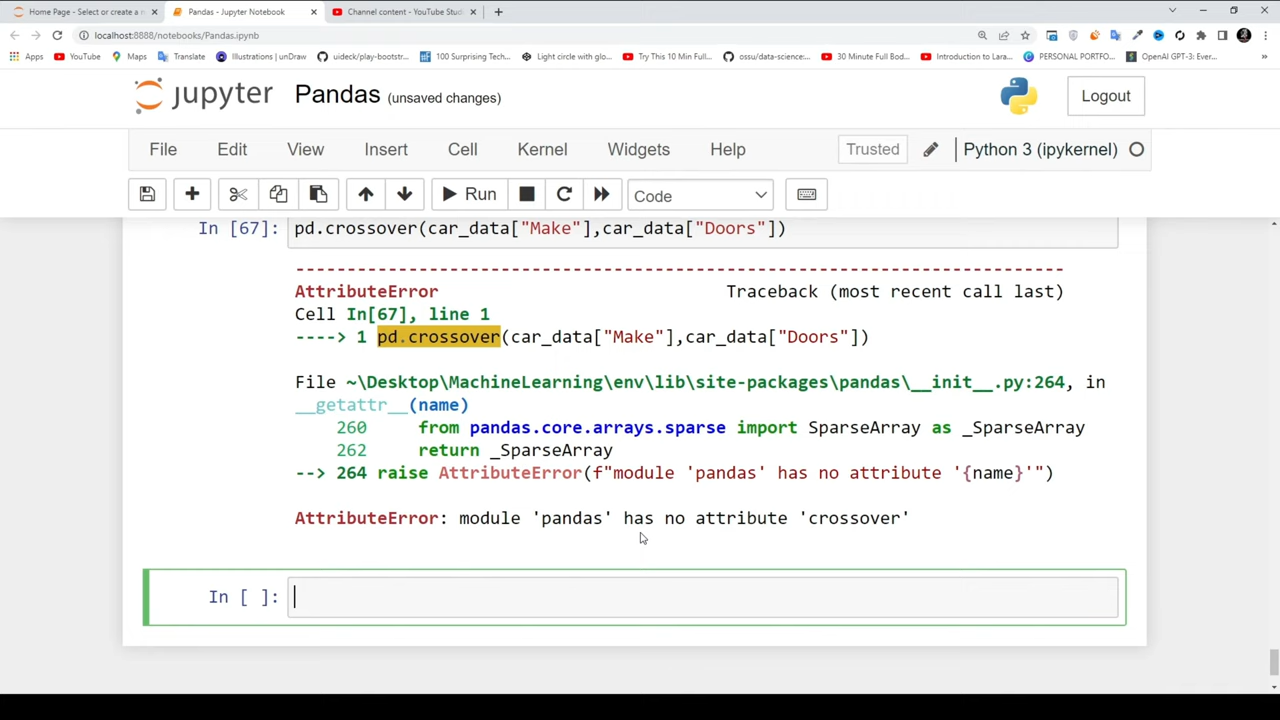 Home Page - Select or create a n
Pandas - Jupyter Notebook
Channel content - YouTube Stud
localhost:8888/notebooks/Pandas.ipynb
Apps
YouTube
Maps
Translate
Illustrations | unDraw
uideck/play-bootstr...
100 Surprising Tech...
Light circle with glo...
Try This 10 Min Full...
ossu/data-science:...
30 Minute Full Bod...
Introduction to Lara...
PERSONAL PORTFO...
OpenAI GPT-3: Ever...
»
jupyter
Pandas (unsaved changes)
Logout
File
Edit
View
Insert
Cell
Kernel
Widgets
Help
Trusted
Python 3 (ipykernel)
Run
Code
In [67]: pd.crossover(car_data["Make"],car_data["Doors"])
---------------------------------------------------------------------------
AttributeError                            Traceback (most recent call last)
Cell In[67], line 1
----> 1 pd.crossover(car_data["Make"],car_data["Doors"])
File ~\Desktop\MachineLearning\env\lib\site-packages\pandas\__init__.py:264, in
__getattr__(name)
260     from pandas.core.arrays.sparse import SparseArray as _SparseArray
262     return _SparseArray
--> 264 raise AttributeError(f"module 'pandas' has no attribute '{name}'")
AttributeError: module 'pandas' has no attribute 'crossover'
In [ ]: